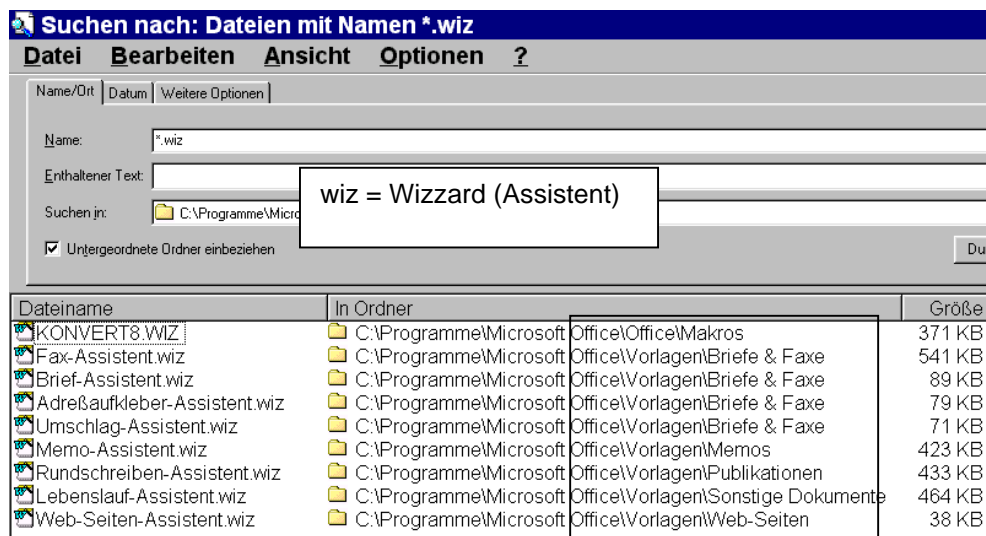 Suchen nach: Dateien mit Namen *.wiz
Datei Bearbeiten Ansicht Optionen ?
Name/Ort Datum Weitere Optionen
Name: *.wiz
Enthaltener Text:
wiz = Wizzard (Assistent)
Suchen in: C:\Programme\Micro
Untergeordnete Ordner einbeziehen Du
Dateiname In Ordner Größe
KONVERT8.WIZ C:\Programme\Microsoft Office\Office\Makros 371 KB
Fax-Assistent.wiz C:\Programme\Microsoft Office\Vorlagen\Briefe & Faxe 541 KB
Brief-Assistent.wiz C:\Programme\Microsoft Office\Vorlagen\Briefe & Faxe 89 KB
Adreßaufkleber-Assistent.wiz C:\Programme\Microsoft Office\Vorlagen\Briefe & Faxe 79 KB
Umschlag-Assistent.wiz C:\Programme\Microsoft Office\Vorlagen\Briefe & Faxe 71 KB
Memo-Assistent.wiz C:\Programme\Microsoft Office\Vorlagen\Memos 423 KB
Rundschreiben-Assistent.wiz C:\Programme\Microsoft Office\Vorlagen\Publikationen 433 KB
Lebenslauf-Assistent.wiz C:\Programme\Microsoft Office\Vorlagen\Sonstige Dokumente 464 KB
Web-Seiten-Assistent.wiz C:\Programme\Microsoft Office\Vorlagen\Web-Seiten 38 KB